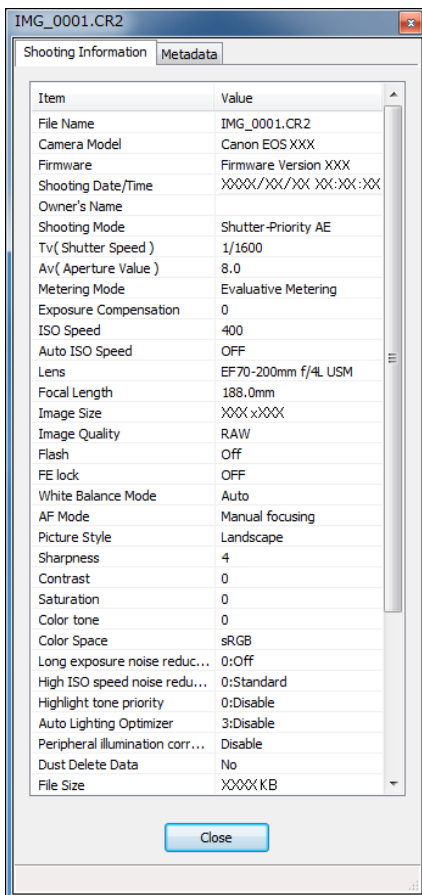 IMG_0001.CR2
Shooting Information Metadata
Item Value
File Name IMG_0001.CR2
Camera Model Canon EOS XXX
Firmware Firmware Version XXX
Shooting Date/Time XXXX/XX/XX XX:XX:XX
Owner's Name
Shooting Mode Shutter-Priority AE
Tv( Shutter Speed ) 1/1600
Av( Aperture Value ) 8.0
Metering Mode Evaluative Metering
Exposure Compensation 0
ISO Speed 400
Auto ISO Speed OFF
Lens EF70-200mm f/4L USM
Focal Length 188.0mm
Image Size XXX xXXX
Image Quality RAW
Flash Off
FE lock OFF
White Balance Mode Auto
AF Mode Manual focusing
Picture Style Landscape
Sharpness 4
Contrast 0
Saturation 0
Color tone 0
Color Space sRGB
Long exposure noise reduc... 0:Off
High ISO speed noise redu... 0:Standard
Highlight tone priority 0:Disable
Auto Lighting Optimizer 3:Disable
Peripheral illumination corr... Disable
Dust Delete Data No
File Size XXXX KB
Close